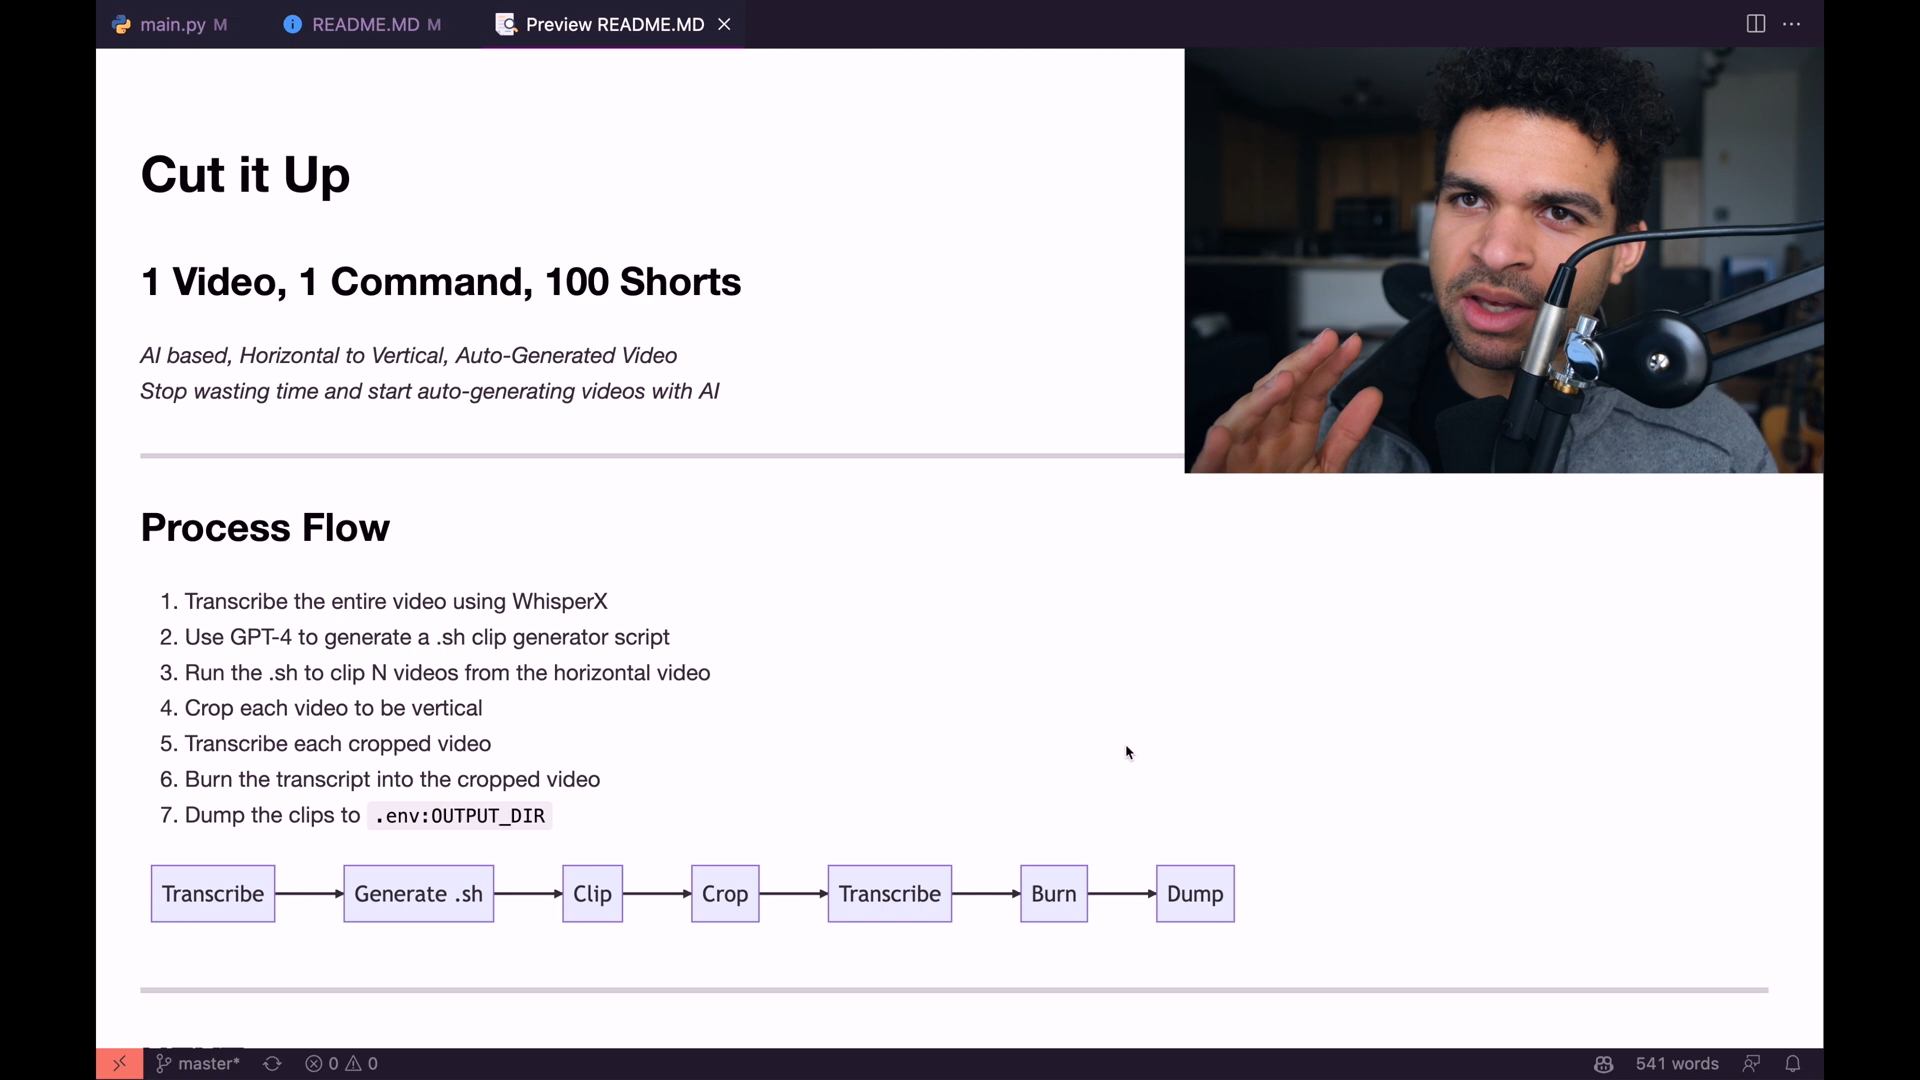 main.py M
README.MD M
Preview README.MD
Cut it Up
1 Video, 1 Command, 100 Shorts
AI based, Horizontal to Vertical, Auto-Generated Video
Stop wasting time and start auto-generating videos with AI
Process Flow
1. Transcribe the entire video using WhisperX
2. Use GPT-4 to generate a .sh clip generator script
3. Run the .sh to clip N videos from the horizontal video
4. Crop each video to be vertical
5. Transcribe each cropped video
6. Burn the transcript into the cropped video
7. Dump the clips to .env:OUTPUT_DIR
Transcribe
Generate .sh
Clip
Crop
Transcribe
Burn
Dump
master*
0
0
541 words